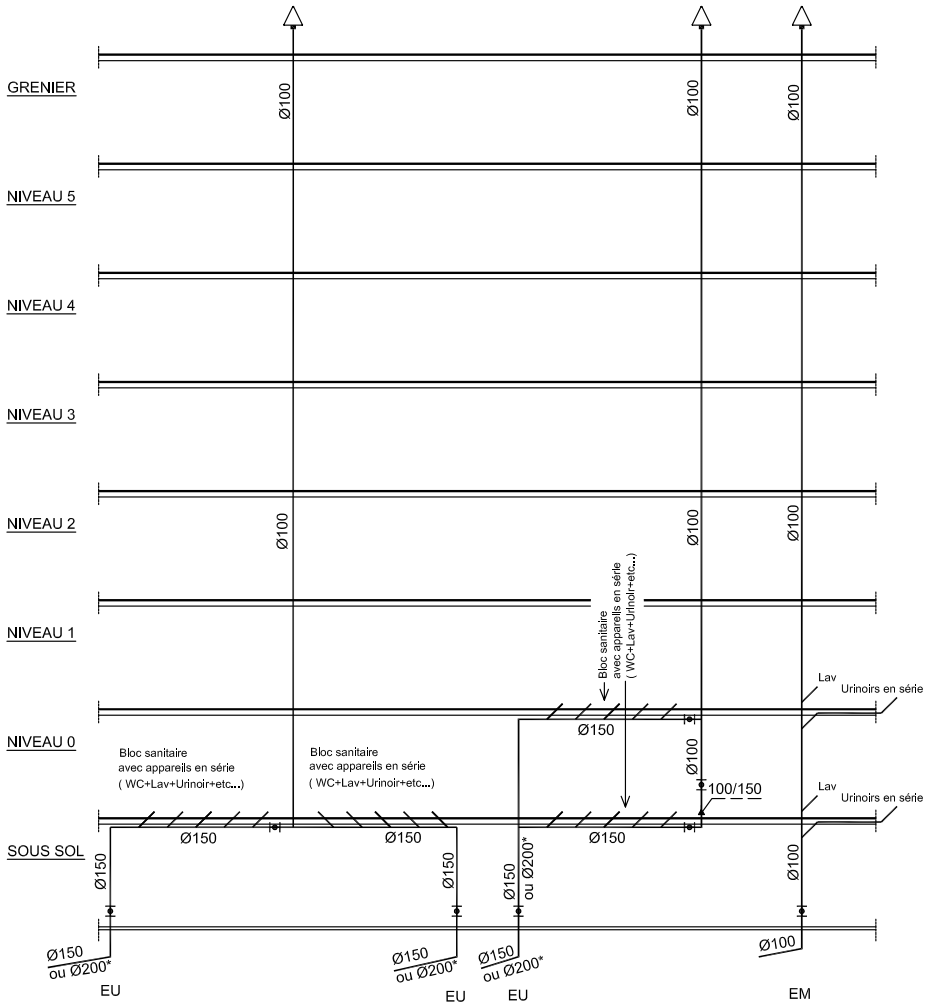 GRENIER
Ø100
Ø100
Ø100
NIVEAU 5
NIVEAU 4
NIVEAU 3
NIVEAU 2
Ø100
Ø100
Ø100
Bloc sanitaire
avec appareils en série
( WC+Lav+Urinoir+etc...)
NIVEAU 1
Lav
Urinoirs en série
Ø150
NIVEAU 0
Bloc sanitaire
avec appareils en série
( WC+Lav+Urinoir+etc...)
Bloc sanitaire
avec appareils en série
( WC+Lav+Urinoir+etc...)
Ø100
100/150
Lav
Urinoirs en série
Ø150
Ø150
Ø150
SOUS SOL
Ø150
Ø150
Ø150
ou Ø200*
Ø100
Ø150
ou Ø200*
Ø150
ou Ø200*
Ø150
ou Ø200*
Ø100
EU
EU
EU
EM